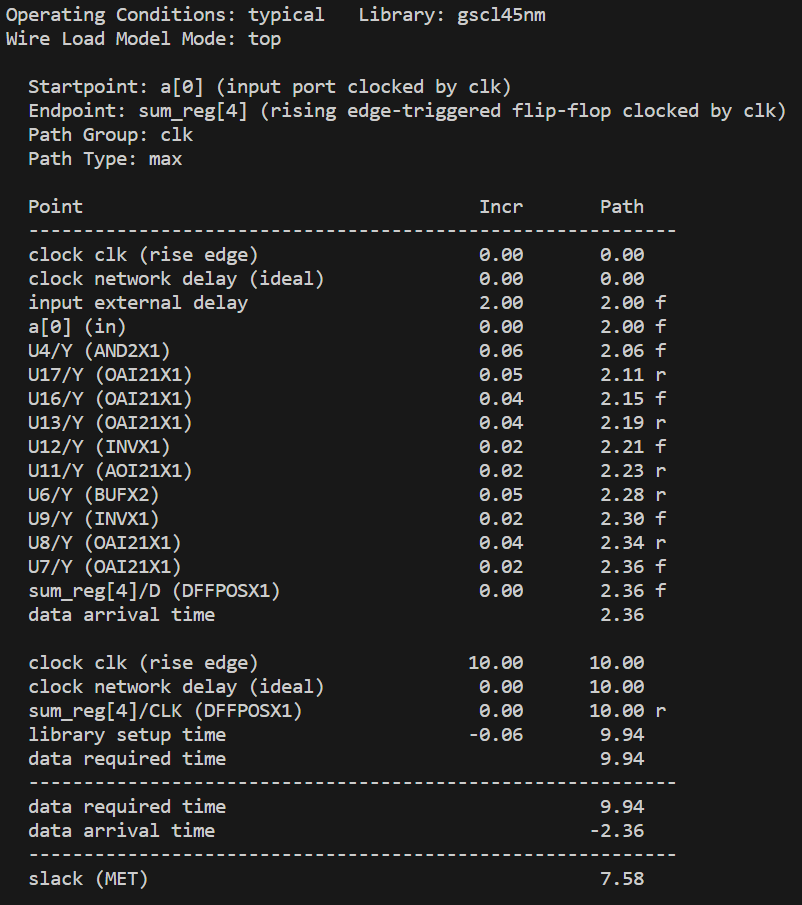 Operating Conditions: typical   Library: gscl45nm
Wire Load Model Mode: top
Startpoint: a[0] (input port clocked by clk)
Endpoint: sum_reg[4] (rising edge-triggered flip-flop clocked by clk)
Path Group: clk
Path Type: max
Point                                    Incr       Path
-----------------------------------------------------------
clock clk (rise edge)                    0.00       0.00
clock network delay (ideal)              0.00       0.00
input external delay                     2.00       2.00 f
a[0] (in)                                0.00       2.00 f
U4/Y (AND2X1)                            0.06       2.06 f
U17/Y (OAI21X1)                          0.05       2.11 r
U16/Y (OAI21X1)                          0.04       2.15 f
U13/Y (OAI21X1)                          0.04       2.19 r
U12/Y (INVX1)                            0.02       2.21 f
U11/Y (AOI21X1)                          0.02       2.23 r
U6/Y (BUFX2)                             0.05       2.28 r
U9/Y (INVX1)                             0.02       2.30 f
U8/Y (OAI21X1)                           0.04       2.34 r
U7/Y (OAI21X1)                           0.02       2.36 f
sum_reg[4]/D (DFFPOSX1)                  0.00       2.36 f
data arrival time                                   2.36
clock clk (rise edge)                   10.00      10.00
clock network delay (ideal)              0.00      10.00
sum_reg[4]/CLK (DFFPOSX1)                0.00      10.00 r
library setup time                      -0.06       9.94
data required time                                  9.94
-----------------------------------------------------------
data required time                                  9.94
data arrival time                                  -2.36
-----------------------------------------------------------
slack (MET)                                         7.58